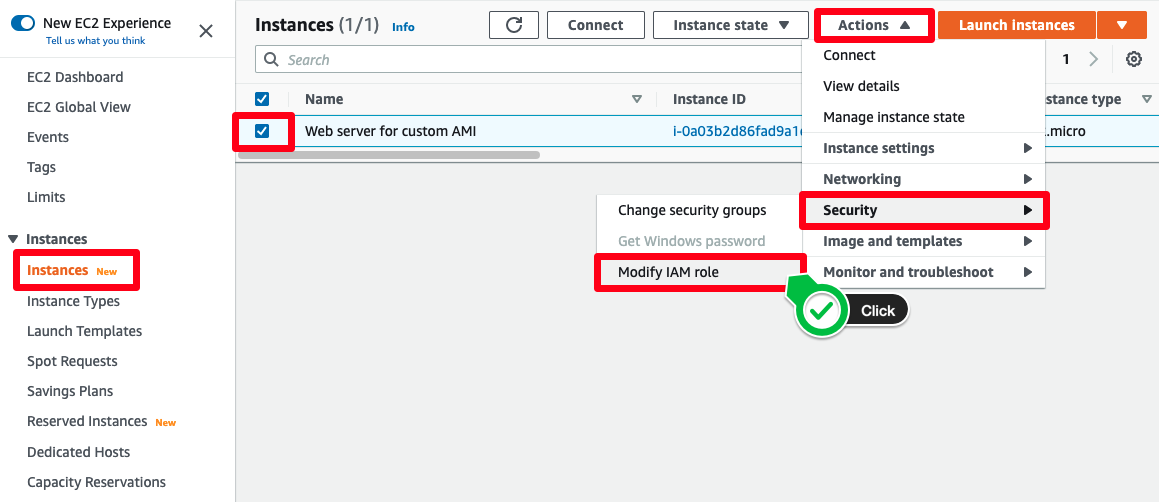 New EC2 Experience
Tell us what you think
EC2 Dashboard
EC2 Global View
Events
Tags
Limits
Instances
Instances New
Instance Types
Launch Templates
Spot Requests
Savings Plans
Reserved Instances New
Dedicated Hosts
Capacity Reservations
Instances (1/1) Info
Connect
Instance state
Actions
Launch instances
Search
1
Name
Instance ID
stance type
Web server for custom AMI
i-0a03b2d86fad9a1
.micro
Connect
View details
Manage instance state
Instance settings
Networking
Security
Image and templates
Monitor and troubleshoot
Change security groups
Get Windows password
Modify IAM role
Click